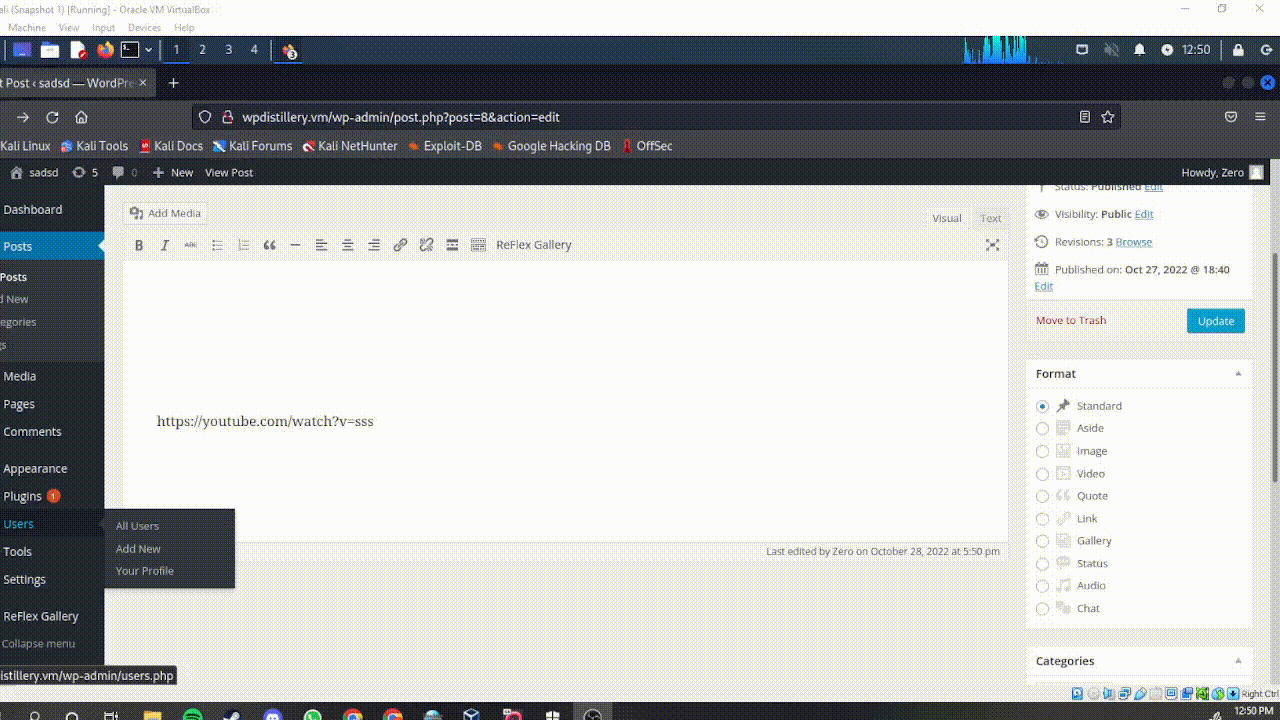 ali (Snapshot 1) [Running] - Oracle VM VirtualBox
Machine View Input Devices Help
1 2 3 4 12:50
t Post ‹ sadsd — WordPre
wpdistillery.vm/wp-admin/post.php?post=8&action=edit
Kali Linux Kali Tools Kali Docs Kali Forums Kali NetHunter Exploit-DB Google Hacking DB OffSec
sadsd 5 0 New View Post Howdy, Zero
Dashboard
Posts
Posts
d New
egories
gs
Media
Pages
Comments
Appearance
Plugins 1
Users
All Users
Add New
Your Profile
Tools
Settings
ReFlex Gallery
Collapse menu
istillery.vm/wp-admin/users.php
Add Media
Visual Text
B I ABC ReFlex Gallery
https://youtube.com/watch?v=sss
Last edited by Zero on October 28, 2022 at 5:50 pm
Status: Published Edit
Visibility: Public Edit
Revisions: 3 Browse
Published on: Oct 27, 2022 @ 18:40
Edit
Move to Trash Update
Format
Standard
Aside
Image
Video
Quote
Link
Gallery
Status
Audio
Chat
Categories
Right Ctrl
12:50 PM